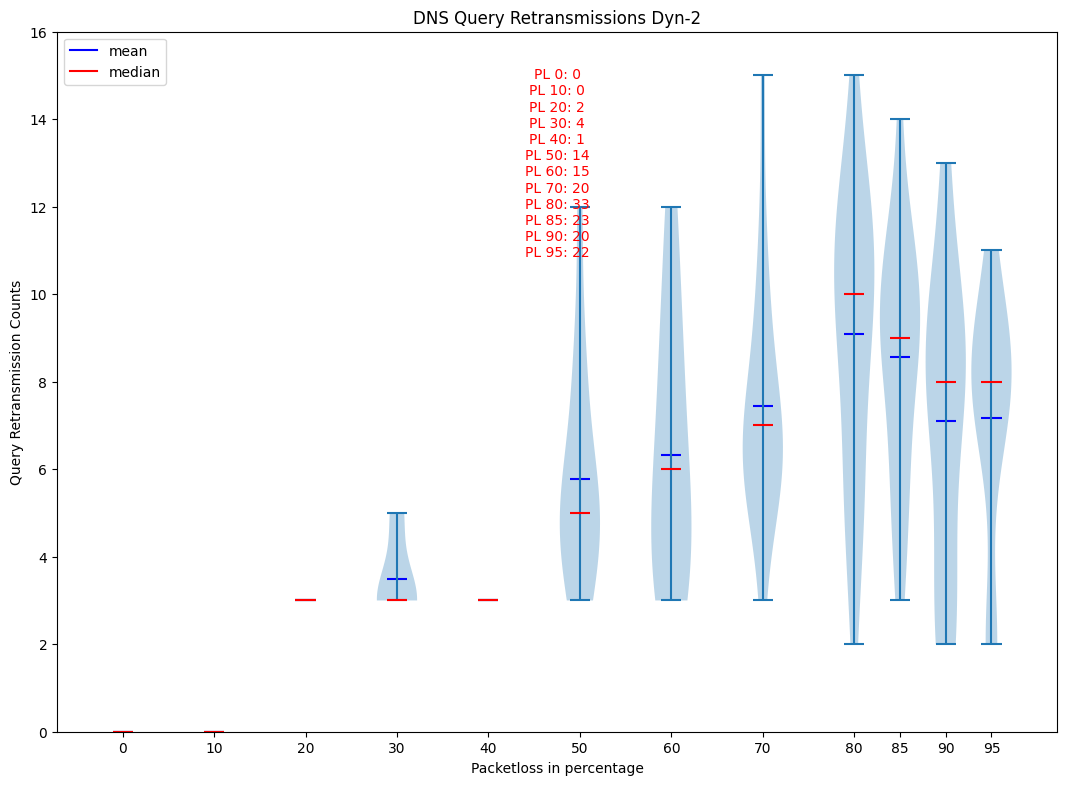 DNS Query Retransmissions Dyn-2
mean
median
PL 0: 0
PL 10: 0
PL 20: 2
PL 30: 4
PL 40: 1
PL 50: 14
PL 60: 15
PL 70: 20
PL 80: 33
PL 85: 23
PL 90: 20
PL 95: 22
Query Retransmission Counts
16
14
12
10
8
6
4
2
0
0 10 20 30 40 50 60 70 80 85 90 95
Packetloss in percentage